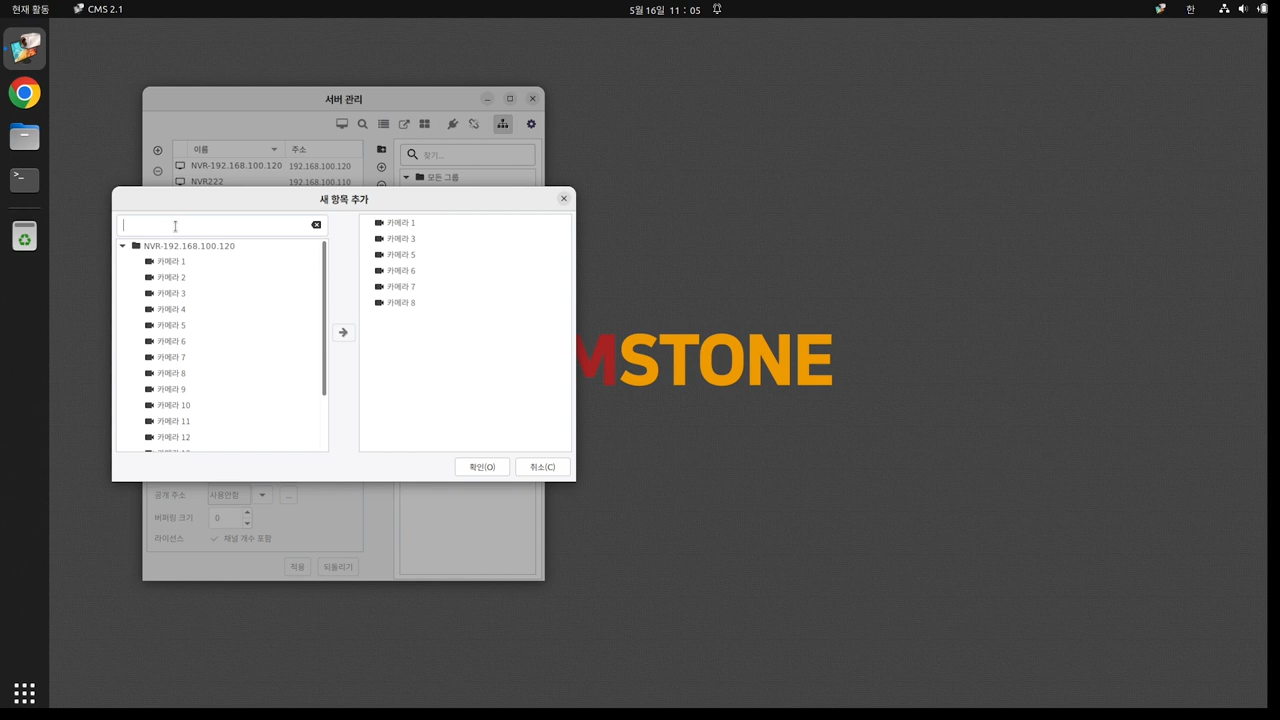 현재 활동 CMS 2.1 5월 16일 11 : 05 한
서버 관리
이름 주소
NVR-192.168.100.120 192.168.100.120
NVR222 192.168.100.110
찾기...
모든 그룹
새 항목 추가
NVR-192.168.100.120
카메라 1
카메라 2
카메라 3
카메라 4
카메라 5
카메라 6
카메라 7
카메라 8
카메라 9
카메라 10
카메라 11
카메라 12
카메라 1
카메라 3
카메라 5
카메라 6
카메라 7
카메라 8
확인(O) 취소(C)
MSTONE
공개 주소 사용안함 ...
버퍼링 크기 0
라이선스 채널 개수 포함
적용 되돌리기